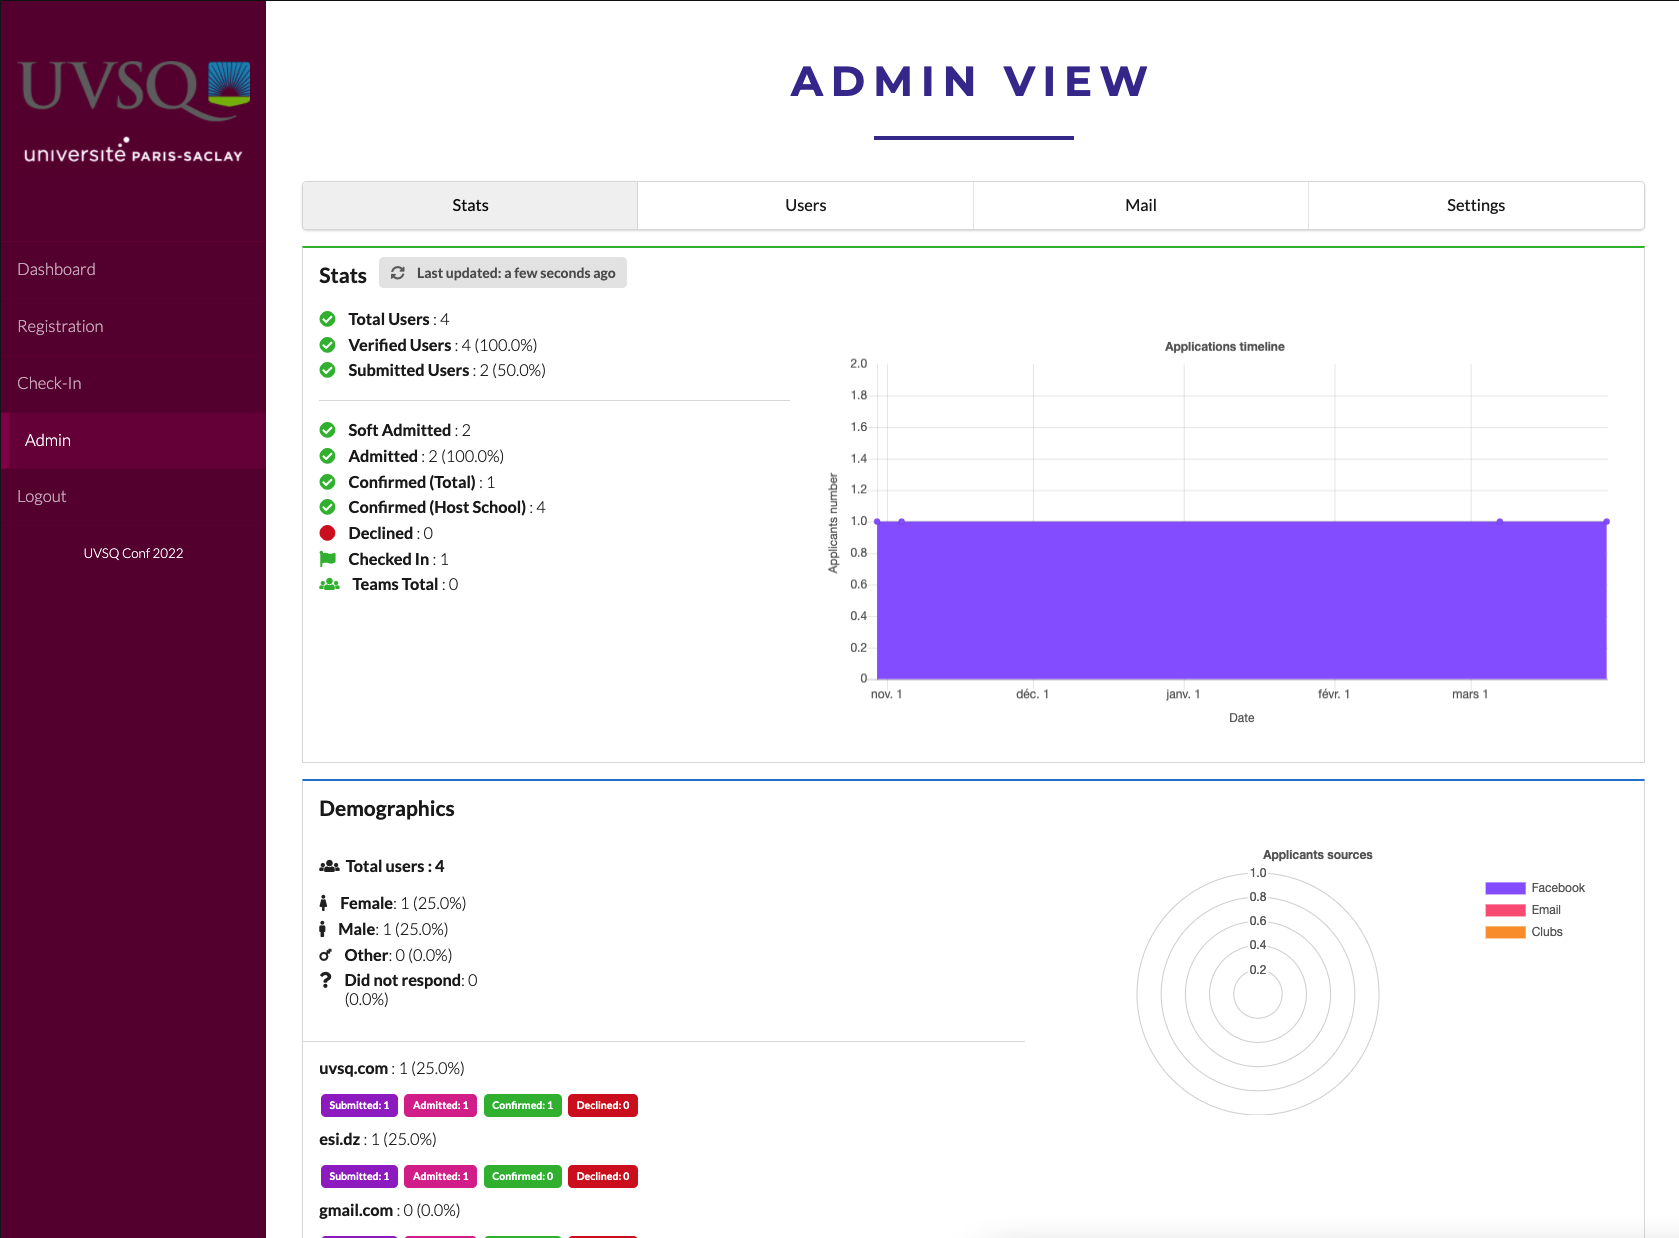 UVSQ
université PARIS-SACLAY
Dashboard
Registration
Check-In
Admin
Logout
UVSQ Conf 2022
ADMIN VIEW
Stats
Users
Mail
Settings
Stats
Last updated: a few seconds ago
Total Users : 4
Verified Users : 4 (100.0%)
Submitted Users : 2 (50.0%)
Soft Admitted : 2
Admitted : 2 (100.0%)
Confirmed (Total) : 1
Confirmed (Host School) : 4
Declined : 0
Checked In : 1
Teams Total : 0
Applications timeline
Applicants number
2.0
1.8
1.6
1.4
1.2
1.0
0.8
0.6
0.4
0.2
0
nov. 1
déc. 1
janv. 1
févr. 1
mars 1
Date
Demographics
Total users : 4
Female: 1 (25.0%)
Male: 1 (25.0%)
Other: 0 (0.0%)
Did not respond: 0
(0.0%)
Applicants sources
1.0
0.8
0.6
0.4
0.2
Facebook
Email
Clubs
uvsq.com : 1 (25.0%)
Submitted: 1 Admitted: 1 Confirmed: 1 Declined: 0
esi.dz : 1 (25.0%)
Submitted: 1 Admitted: 1 Confirmed: 0 Declined: 0
gmail.com : 0 (0.0%)